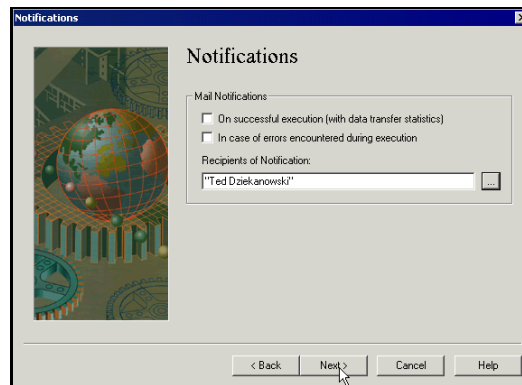 Notifications
Notifications
Mail Notifications
On successful execution (with data transfer statistics)
In case of errors encountered during execution
Recipients of Notification:
"Ted Dziekanowski"
...
< Back
Next >
Cancel
Help